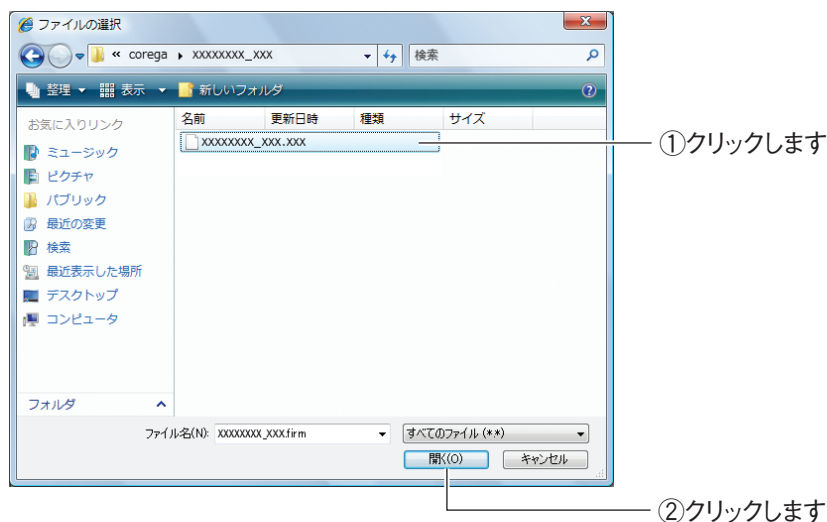 ファイルの選択
« corega ▸ XXXXXXXX_XXX
検索
整理 ▼ 表示 ▼ 新しいフォルダ
お気に入りリンク
ミュージック
ピクチャ
パブリック
最近の変更
検索
最近表示した場所
デスクトップ
コンピュータ
フォルダ
名前 更新日時 種類 サイズ
XXXXXXXX_XXX.XXX
①クリックします
ファイル名(N): XXXXXXXX_XXX.firm
すべてのファイル (**)
開く(O) キャンセル
②クリックします